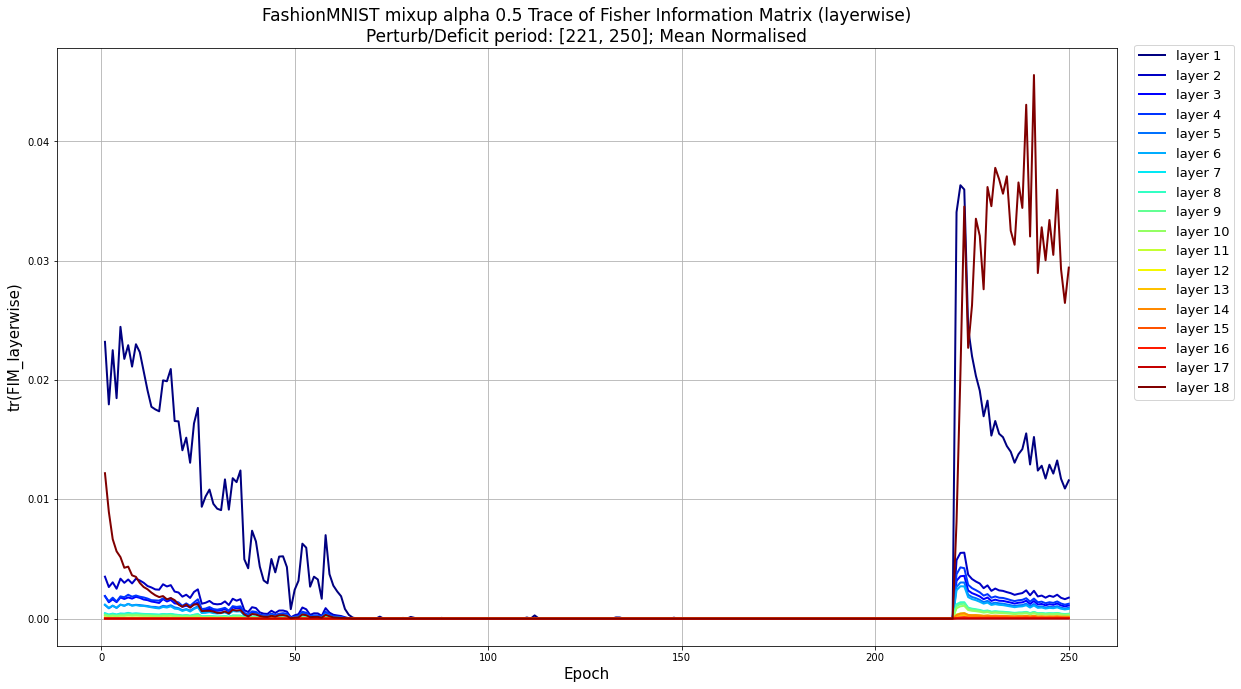 FashionMNIST mixup alpha 0.5 Trace of Fisher Information Matrix (layerwise)
Perturb/Deficit period: [221, 250]; Mean Normalised
tr(FIM_layerwise)
0.04
0.03
0.02
0.01
0.00
0
50
100
150
200
250
Epoch
layer 1
layer 2
layer 3
layer 4
layer 5
layer 6
layer 7
layer 8
layer 9
layer 10
layer 11
layer 12
layer 13
layer 14
layer 15
layer 16
layer 17
layer 18